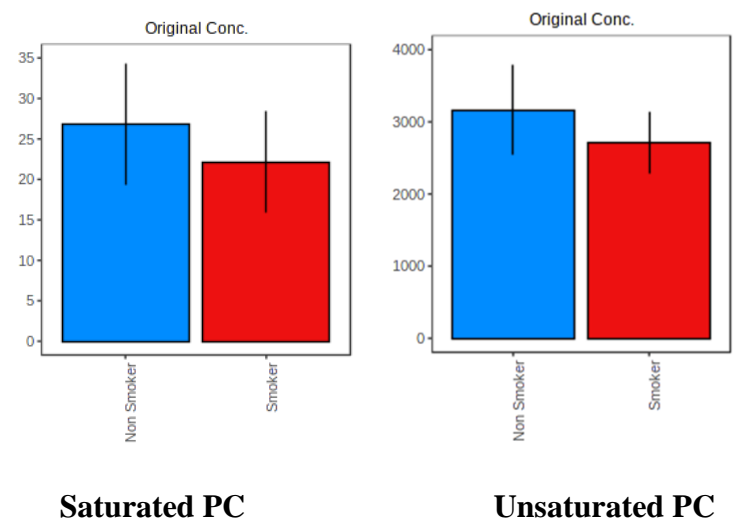 Original Conc.
35
30
25
20
15
10
5
0
Non Smoker
Smoker
Saturated PC
Original Conc.
4000
3000
2000
1000
0
Non Smoker
Smoker
Unsaturated PC